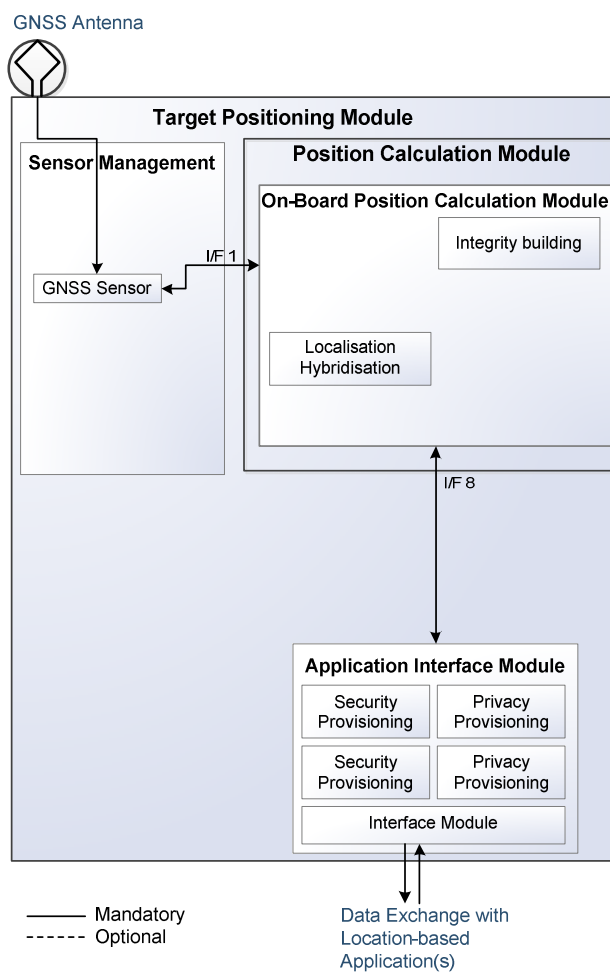 GNSS Antenna
Target Positioning Module
Sensor Management
Position Calculation Module
On-Board Position Calculation Module
Integrity building
I/F 1
GNSS Sensor
Localisation
Hybridisation
I/F 8
Application Interface Module
Security
Provisioning
Privacy
Provisioning
Security
Provisioning
Privacy
Provisioning
Interface Module
Mandatory
Optional
Data Exchange with
Location-based
Application(s)